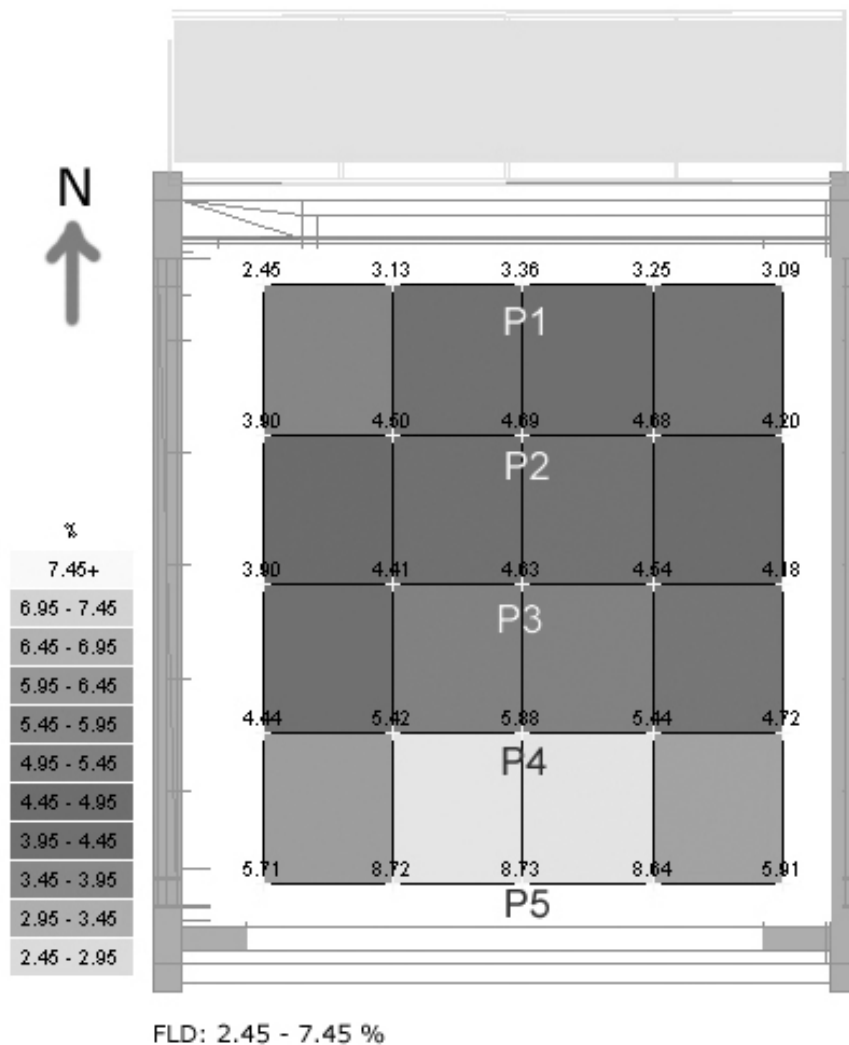 N
2.45 3.13 3.36 3.25 3.09
P1
3.90 4.50 4.69 4.68 4.20
P2
%
7.45+
3.90 4.41 4.63 4.54 4.18
6.95 - 7.45
P3
6.45 - 6.95
5.95 - 6.45
5.45 - 5.95
4.44 5.42 5.88 5.44 4.72
4.95 - 5.45
P4
4.45 - 4.95
3.95 - 4.45
3.45 - 3.95
5.71 8.72 8.73 8.64 5.91
P5
2.95 - 3.45
2.45 - 2.95
FLD: 2.45 - 7.45 %